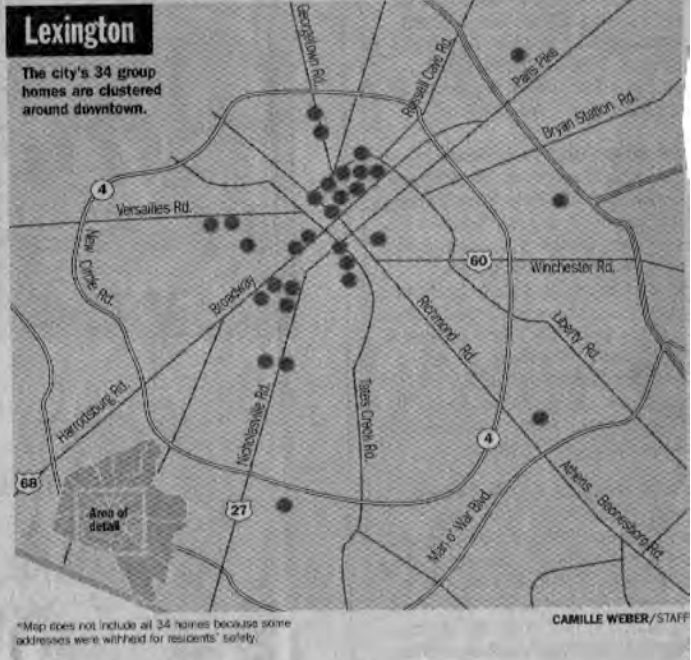 Lexington
The city's 34 group
homes are clustered
around downtown.
Georgetown Rd.
Russell Cave Rd.
Paris Pike
Bryan Station Rd.
4
Versailles Rd.
New Circle Rd.
Broadway
60
Winchester Rd.
Richmond Rd.
Liberty Rd.
Harrodsburg Rd.
Nicholasville Rd.
Tates Creek Rd.
4
68
27
Man o' War Blvd.
Athens Boonesboro Rd.
Area of
detail
*Map does not include all 34 homes because some
addresses were withheld for residents' safety.
CAMILLE WEBER/STAFF